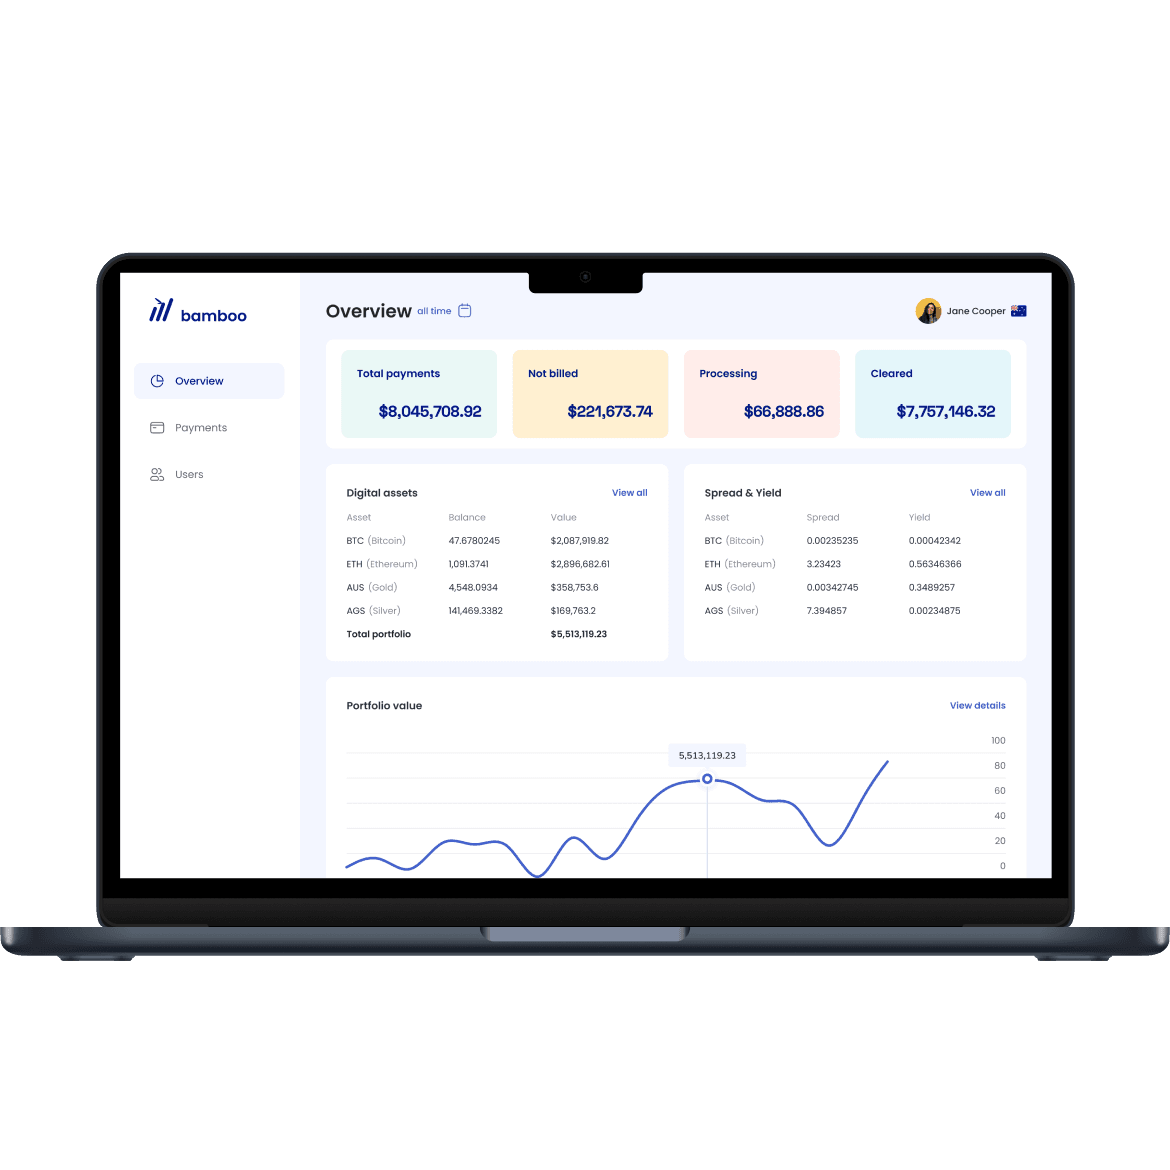 bamboo
Overview
Payments
Users
Overview all time
Jane Cooper
Total payments
$8,045,708.92
Not billed
$221,673.74
Processing
$66,888.86
Cleared
$7,757,146.32
Digital assets View all
Asset Balance Value
BTC (Bitcoin) 47.6780245 $2,087,919.82
ETH (Ethereum) 1,091.3741 $2,896,682.61
AUS (Gold) 4,548.0934 $358,753.6
AGS (Silver) 141,469.3382 $169,763.2
Total portfolio $5,513,119.23
Spread & Yield View all
Asset Spread Yield
BTC (Bitcoin) 0.00235235 0.00042342
ETH (Ethereum) 3.23423 0.56346366
AUS (Gold) 0.00342745 0.3489257
AGS (Silver) 7.394857 0.00234875
Portfolio value View details
5,513,119.23
100
80
60
40
20
0